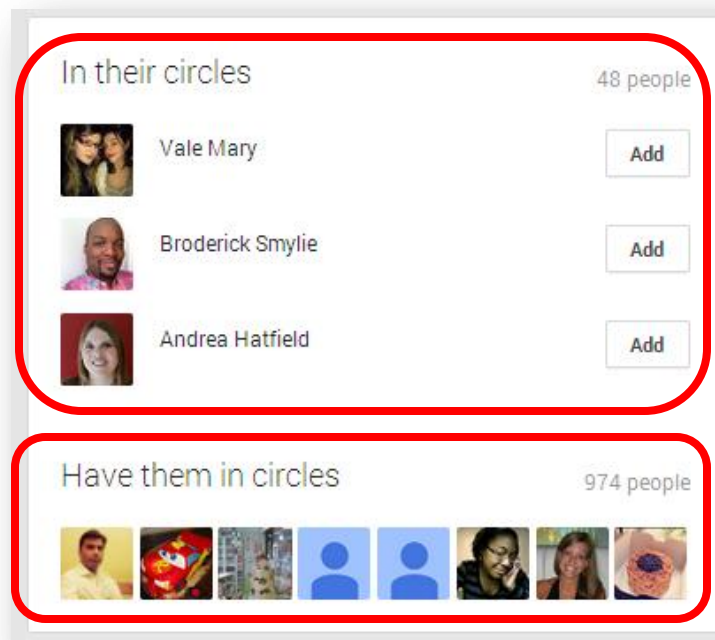 In their circles
48 people
Vale Mary
Add
Broderick Smylie
Add
Andrea Hatfield
Add
Have them in circles
974 people